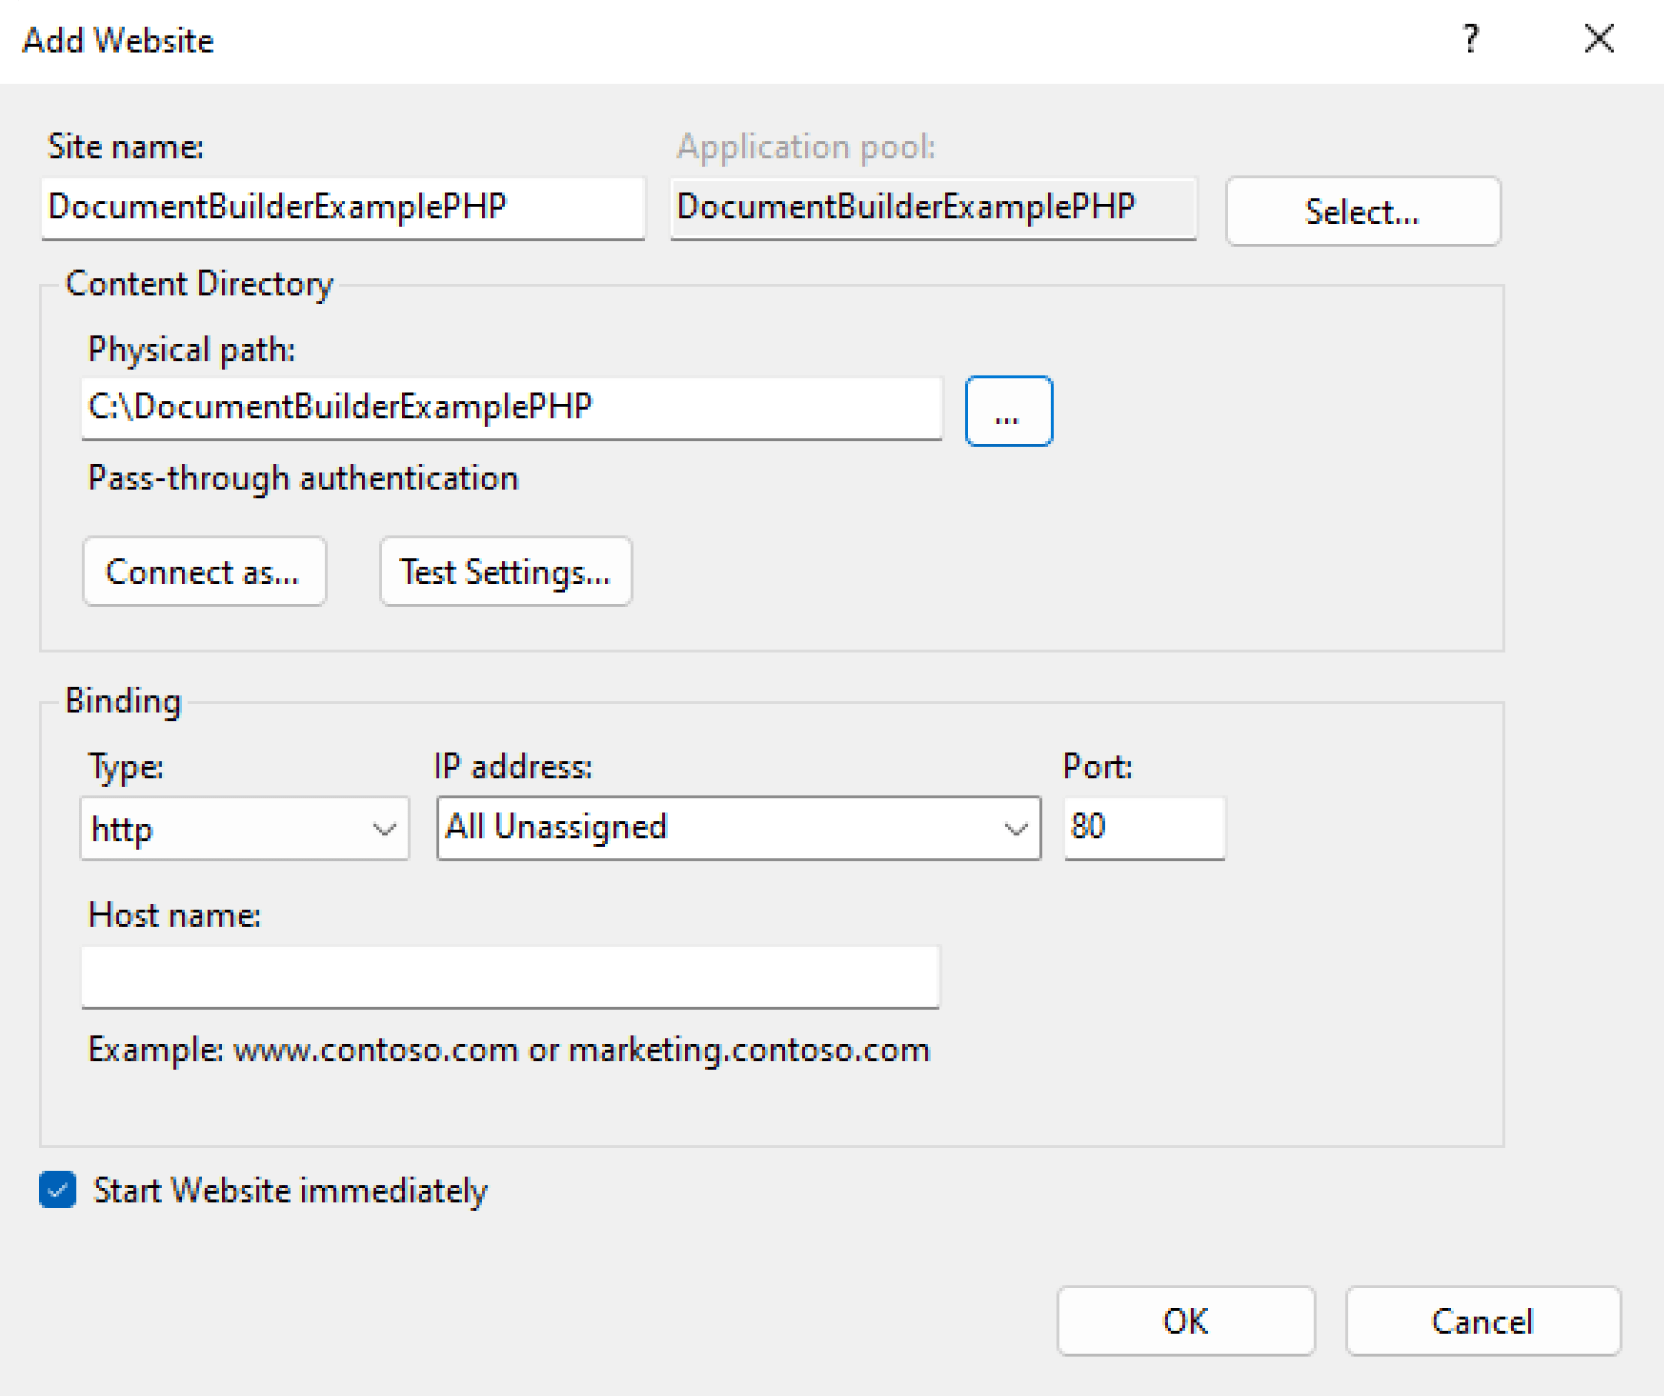 Add Website ?
Site name: Application pool:
DocumentBuilderExamplePHP DocumentBuilderExamplePHP Select...
Content Directory
Physical path:
C:\DocumentBuilderExamplePHP ...
Pass-through authentication
Connect as... Test Settings...
Binding
Type: IP address: Port:
http All Unassigned 80
Host name:
Example: www.contoso.com or marketing.contoso.com
Start Website immediately
OK Cancel